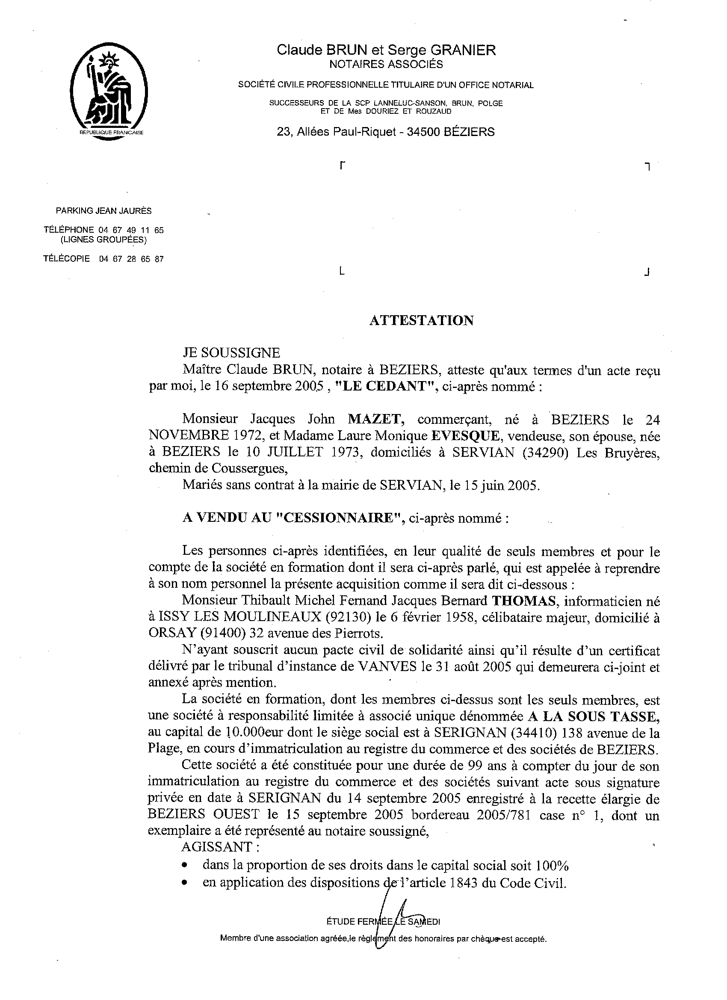 Claude BRUN et Serge GRANIER
NOTAIRES ASSOCIÉS
SOCIÉTÉ CIVILE PROFESSIONNELLE TITULAIRE D'UN OFFICE NOTARIAL
SUCCESSEURS DE LA SCP LANNELUC-SANSON, BRUN, POLGE
ET DE Mes DOURIEZ ET ROUZAUD
REPUBLIQUE FRANCAISE
23, Allées Paul-Riquet - 34500 BÉZIERS
PARKING JEAN JAURÈS
TÉLÉPHONE 04 67 49 11 65
(LIGNES GROUPÉES)
TÉLÉCOPIE 04 67 28 65 87
ATTESTATION
JE SOUSSIGNE
Maître Claude BRUN, notaire à BEZIERS, atteste qu'aux termes d'un acte reçu
par moi, le 16 septembre 2005 , "LE CEDANT", ci-après nommé :
Monsieur Jacques John MAZET, commerçant, né à BEZIERS le 24
NOVEMBRE 1972, et Madame Laure Monique EVESQUE, vendeuse, son épouse, née
à BEZIERS le 10 JUILLET 1973, domiciliés à SERVIAN (34290) Les Bruyères,
chemin de Coussergues,
Mariés sans contrat à la mairie de SERVIAN, le 15 juin 2005.
A VENDU AU "CESSIONNAIRE", ci-après nommé :
Les personnes ci-après identifiées, en leur qualité de seuls membres et pour le
compte de la société en formation dont il sera ci-après parlé, qui est appelée à reprendre
à son nom personnel la présente acquisition comme il sera dit ci-dessous :
Monsieur Thibault Michel Fernand Jacques Bernard THOMAS, informaticien né
à ISSY LES MOULINEAUX (92130) le 6 février 1958, célibataire majeur, domicilié à
ORSAY (91400) 32 avenue des Pierrots.
N’ayant souscrit aucun pacte civil de solidarité ainsi qu’il résulte d’un certificat
délivré par le tribunal d’instance de VANVES le 31 août 2005 qui demeurera ci-joint et
annexé après mention.
La société en formation, dont les membres ci-dessus sont les seuls membres, est
une société à responsabilité limitée à associé unique dénommée A LA SOUS TASSE,
au capital de 10.000eur dont le siège social est à SERIGNAN (34410) 138 avenue de la
Plage, en cours d’immatriculation au registre du commerce et des sociétés de BEZIERS.
Cette société a été constituée pour une durée de 99 ans à compter du jour de son
immatriculation au registre du commerce et des sociétés suivant acte sous signature
privée en date à SERIGNAN du 14 septembre 2005 enregistré à la recette élargie de
BEZIERS OUEST le 15 septembre 2005 bordereau 2005/781 case n° 1, dont un
exemplaire a été représenté au notaire soussigné,
AGISSANT :
• dans la proportion de ses droits dans le capital social soit 100%
• en application des dispositions de l’article 1843 du Code Civil.
ÉTUDE FERMÉE LE SAMEDI
Membre d'une association agréée,le règlement des honoraires par chèque est accepté.